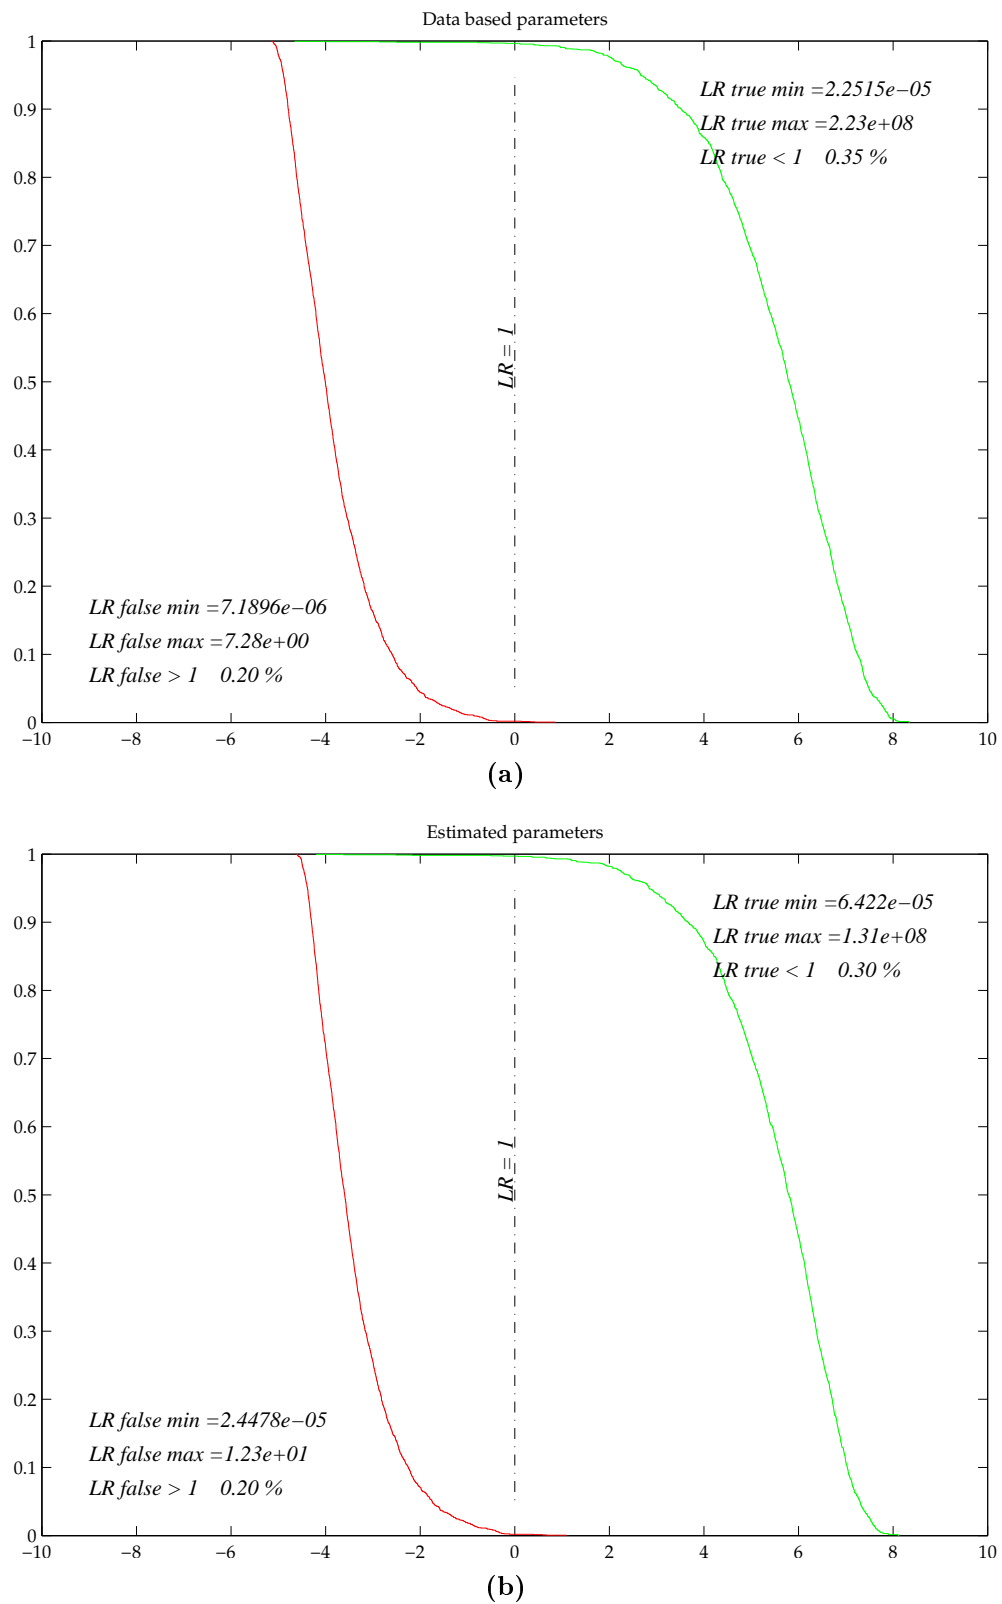 Data based parameters
1
0.9
0.8
0.7
0.6
0.5
0.4
0.3
0.2
0.1
0
−10
−8
−6
−4
−2
0
2
4
6
8
10
LR true min =2.2515e−05
LR true max =2.23e+08
LR true < 1 0.35 %
LR = 1
LR false min =7.1896e−06
LR false max =7.28e+00
LR false > 1 0.20 %
(a)
Estimated parameters
1
0.9
0.8
0.7
0.6
0.5
0.4
0.3
0.2
0.1
0
−10
−8
−6
−4
−2
0
2
4
6
8
10
LR true min =6.422e−05
LR true max =1.31e+08
LR true < 1 0.30 %
LR = 1
LR false min =2.4478e−05
LR false max =1.23e+01
LR false > 1 0.20 %
(b)